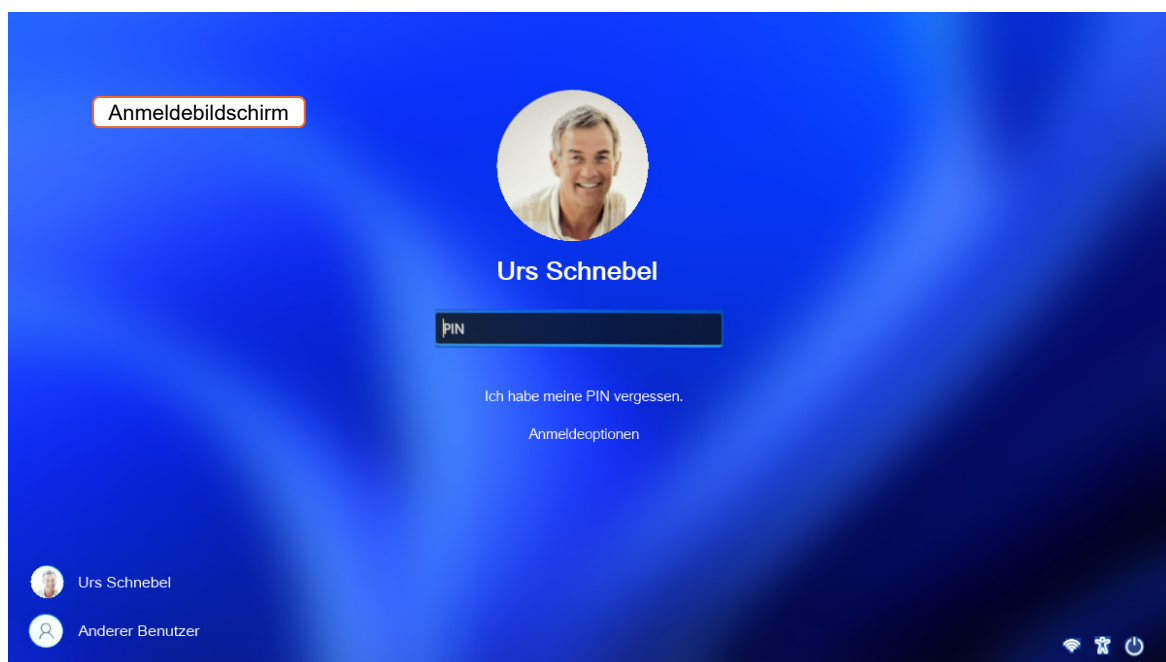 Anmeldebildschirm
Urs Schnebel
PIN
Ich habe meine PIN vergessen.
Anmeldeoptionen
Urs Schnebel
Anderer Benutzer